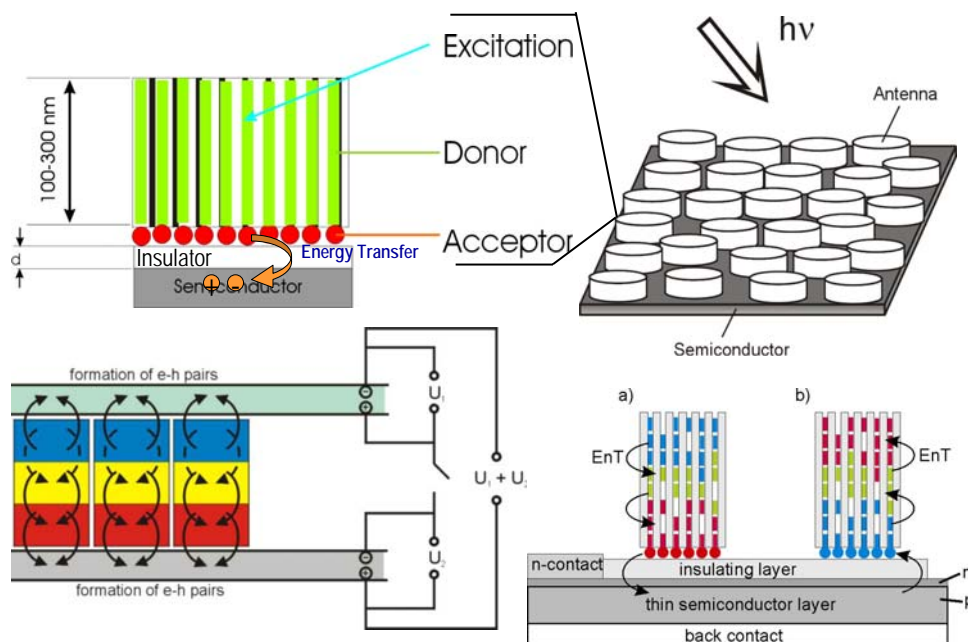 Excitation
100-300 nm
Donor
Acceptor
d
Insulator
Energy Transfer
Semiconductor
+ -
hν
Antenna
Semiconductor
formation of e-h pairs
U₁
U₁ + U₂
U₂
formation of e-h pairs
a)
b)
EnT
EnT
n-contact
insulating layer
n
thin semiconductor layer
p
back contact